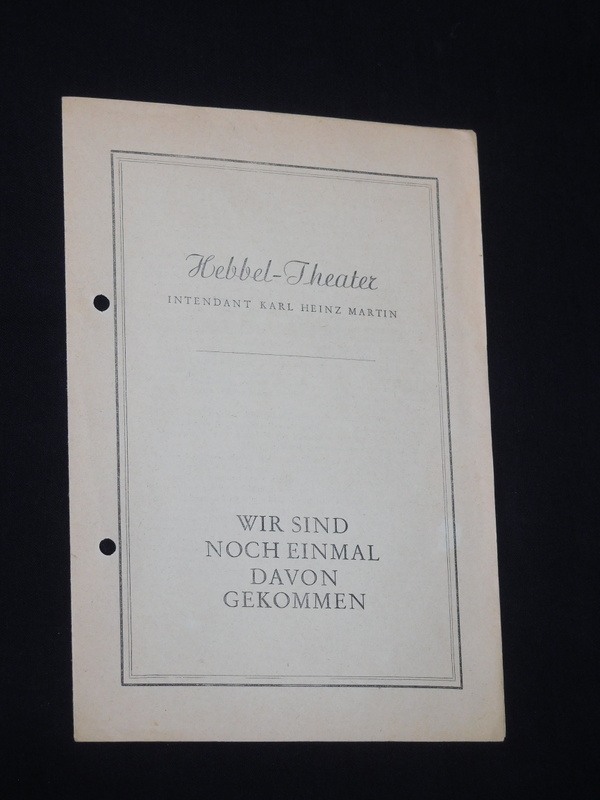 Hebbel-Theater
INTENDANT KARL HEINZ MARTIN
WIR SIND
NOCH EINMAL
DAVON
GEKOMMEN